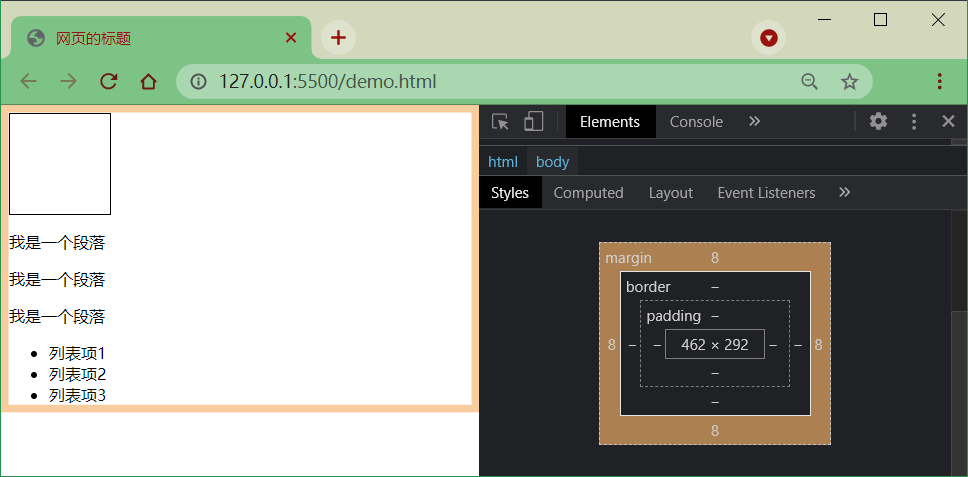 网页的标题
127.0.0.1:5500/demo.html
Elements Console
html body
Styles Computed Layout Event Listeners
我是一个段落
我是一个段落
我是一个段落
列表项1
列表项2
列表项3
margin 8
border –
padding –
8 – – 462 × 292 – – 8
–
–
8